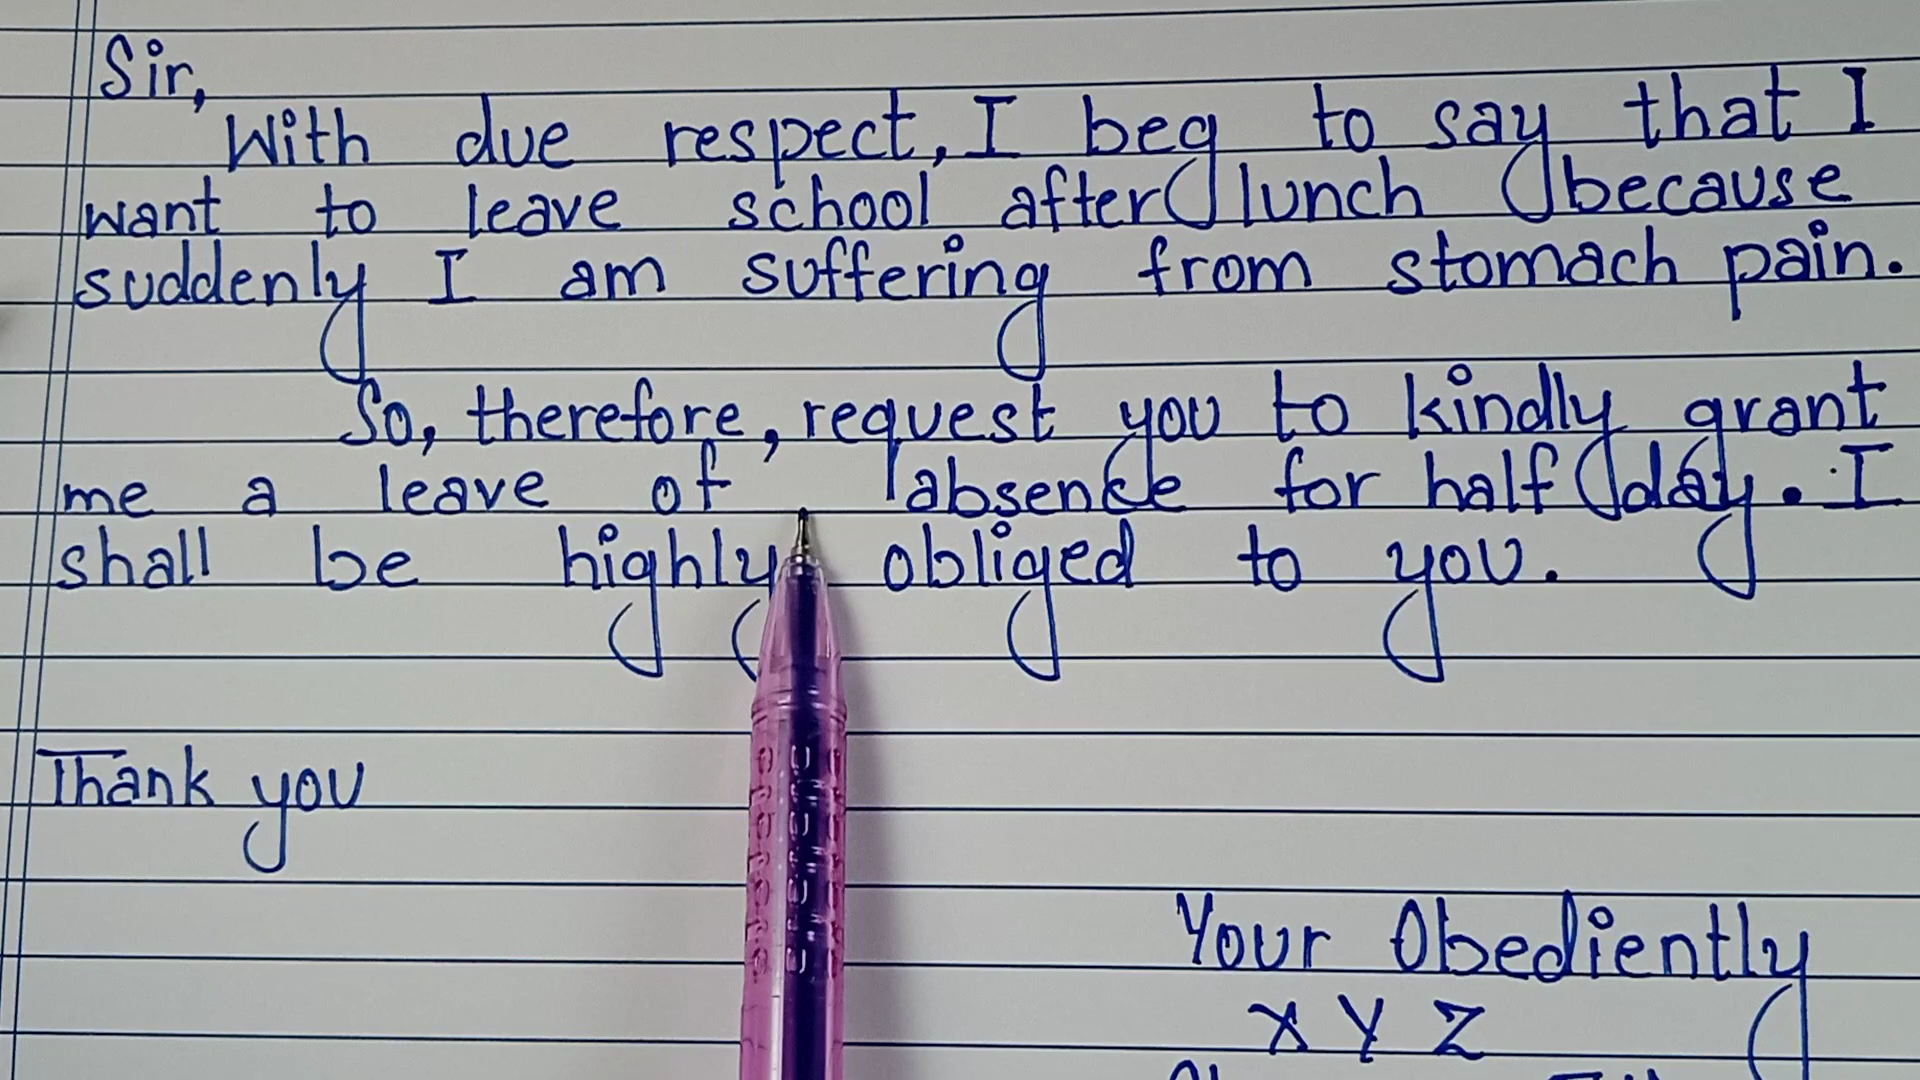 Sir,
With due respect, I beg to say that I
want to leave school after lunch because
suddenly I am suffering from stomach pain.
So, therefore, request you to kindly grant
me a leave of absence for half day. I
shall be highly obliged to you.
Thank you
Your Obediently
X Y Z